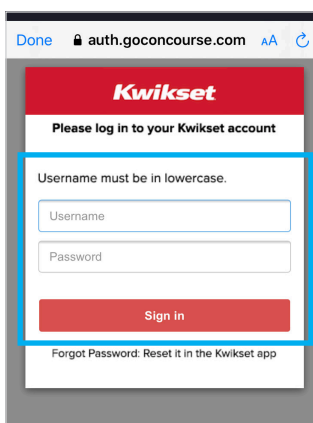 Done auth.goconcourse.com AA
Kwikset
Please log in to your Kwikset account
Username must be in lowercase.
Username
Password
Sign in
Forgot Password: Reset it in the Kwikset app